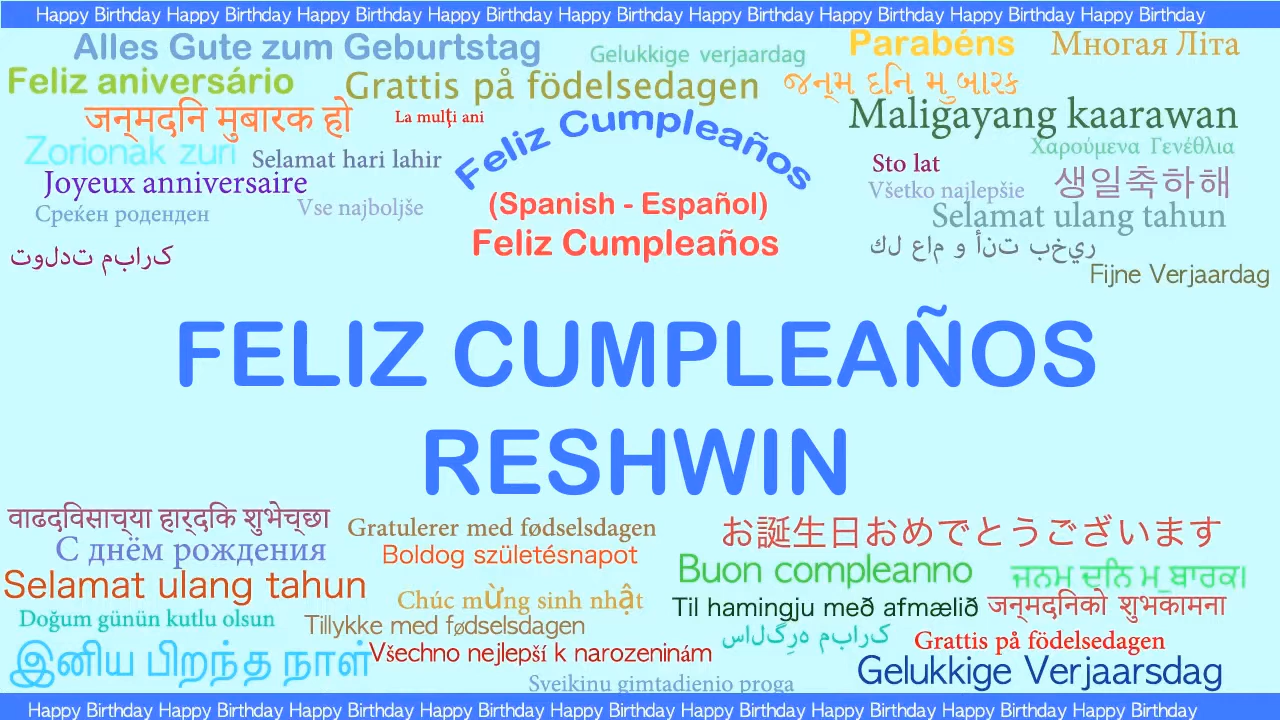 Happy Birthday Happy Birthday Happy Birthday Happy Birthday Happy Birthday Happy Birthday Happy Birthday Happy Birthday Happy Birthday
Alles Gute zum Geburtstag
Gelukkige verjaardag
Parabéns
Многая Літа
Feliz aniversário
Grattis på födelsedagen
જન્મ દિન મુબારક
जन्मदिन मुबारक हो
La mulţi ani
Feliz Cumpleaños
Maligayang kaarawan
Zorionak zuri
Selamat hari lahir
Sto lat
Χαρούμενα Γενέθλια
Joyeux anniversaire
(Spanish - Español)
Všetko najlepšie
생일축하해
Среќен роденден
Vse najboljše
Selamat ulang tahun
Feliz Cumpleaños
تولدت مبارک
كل عام و أنت بخير
Fijne Verjaardag
FELIZ CUMPLEAÑOS
RESHWIN
वाढदिवसाच्या हार्दिक शुभेच्छा
Gratulerer med fødselsdagen
お誕生日おめでとうございます
С днём рождения
Boldog születésnapot
Buon compleanno
ਜਨਮ ਦਿਨ ਮੁਬਾਰਕ।
Selamat ulang tahun
Chúc mừng sinh nhật
Til hamingju með afmælið
जन्मदिनको शुभकामना
Doğum günün kutlu olsun
Tillykke med fødselsdagen
سالگرِہ مبارک
Grattis på födelsedagen
இனிய பிறந்த நாள்
Všechno nejlepší k narozeninám
Gelukkige Verjaarsdag
Sveikinu gimtadienio proga
Happy Birthday Happy Birthday Happy Birthday Happy Birthday Happy Birthday Happy Birthday Happy Birthday Happy Birthday Happy Birthday